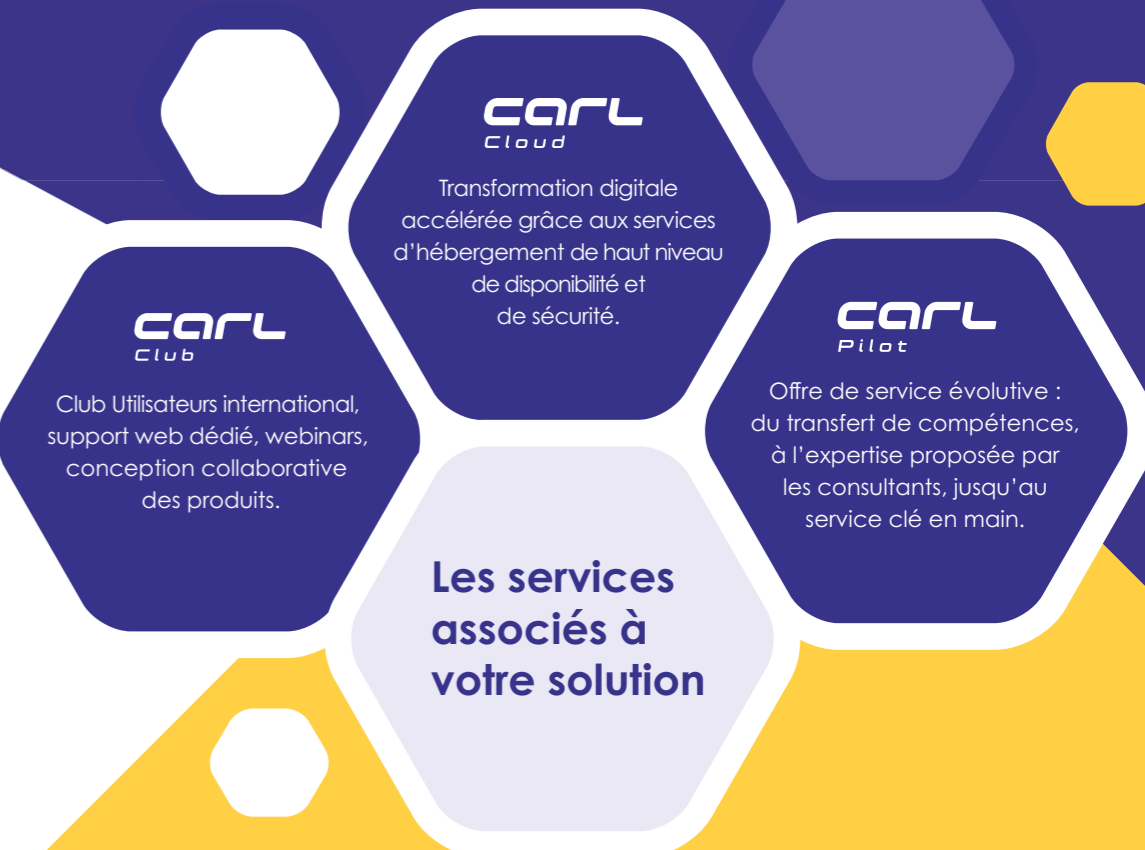 carl
Cloud
Transformation digitale
accélérée grâce aux services
d'hébergement de haut niveau
de disponibilité et
de sécurité.
carl
Club
Club Utilisateurs international,
support web dédié, webinars,
conception collaborative
des produits.
carl
Pilot
Offre de service évolutive :
du transfert de compétences,
à l'expertise proposée par
les consultants, jusqu'au
service clé en main.
Les services
associés à
votre solution